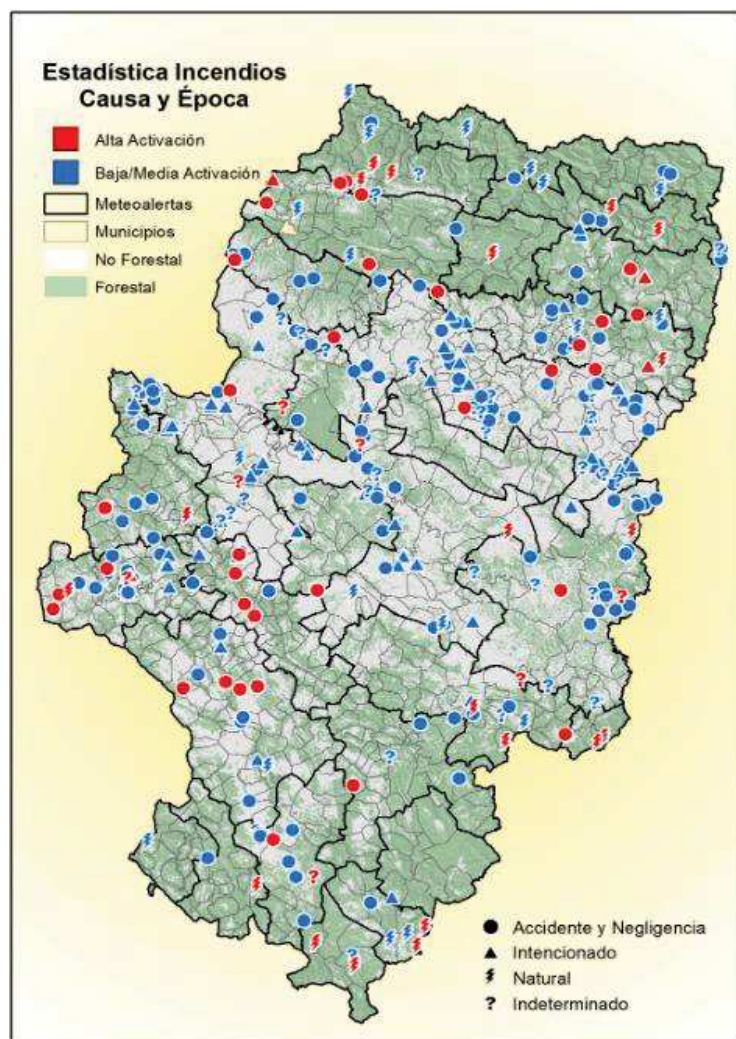 Estadística Incendios
Causa y Época
Alta Activación
Baja/Media Activación
Meteoalertas
Municipios
No Forestal
Forestal
Accidente y Negligencia
Intencionado
Natural
? Indeterminado